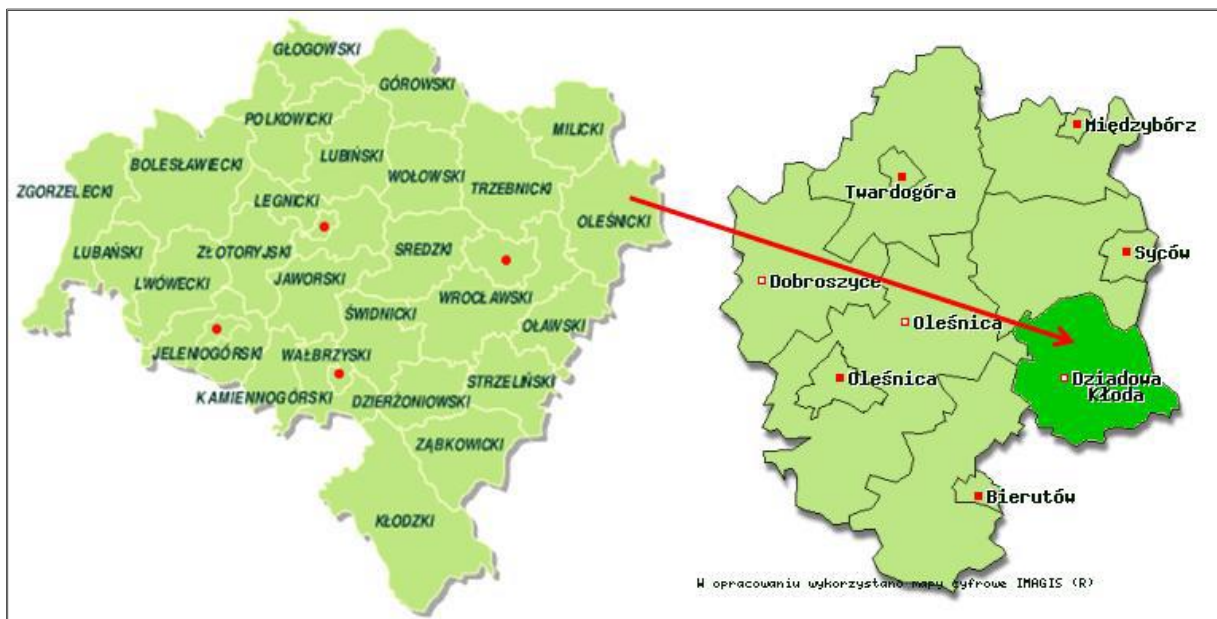 GŁOGOWSKI
GÓROWSKI
POLKOWICKI
MILICKI
LUBIŃSKI
BOLESŁAWIECKI
WOŁOWSKI
TRZEBNICKI
ZGORZELECKI
LEGNICKI
OLEŚNICKI
LUBAŃSKI
ZŁOTORYJSKI
SREDZKI
LWÓWECKI
JAWORSKI
WROCŁAWSKI
ŚWIDNICKI
OŁAWSKI
JELENIOGÓRSKI
WAŁBRZYSKI
STRZELIŃSKI
KAMIENNOGÓRSKI
DZIERŻONIOWSKI
ZĄBKOWICKI
KŁODZKI
Międzybórz
Twardogóra
Syców
Dobroszyce
Oleśnica
Oleśnica
Dziadowa
Kłoda
Bierutów
W opracowaniu wykorzystano mapy cyfrowe IMAGIS (R)